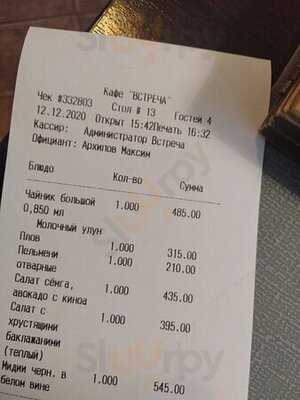 Кафе "ВСТРЕЧА"
Чек #332803 Стол # 13 Гостей 4
12.12.2020 Открыт 15:42Печать 16:32
Кассир: Администратор Встреча
Официант: Архипов Максим
Блюдо Кол-во Сумма
Чайник большой 1.000 485.00
0,850 мл
Молочный улун
Плов 1.000 315.00
Пельмени 1.000 210.00
отварные
Салат сёмга, 1.000 435.00
авокадо с киноа
Салат с 1.000 395.00
хрустящими
баклажанами
(теплый)
Мидии черн. в 1.000 545.00
белом вине
Sluurpy
Sluurpy
Sluurpy